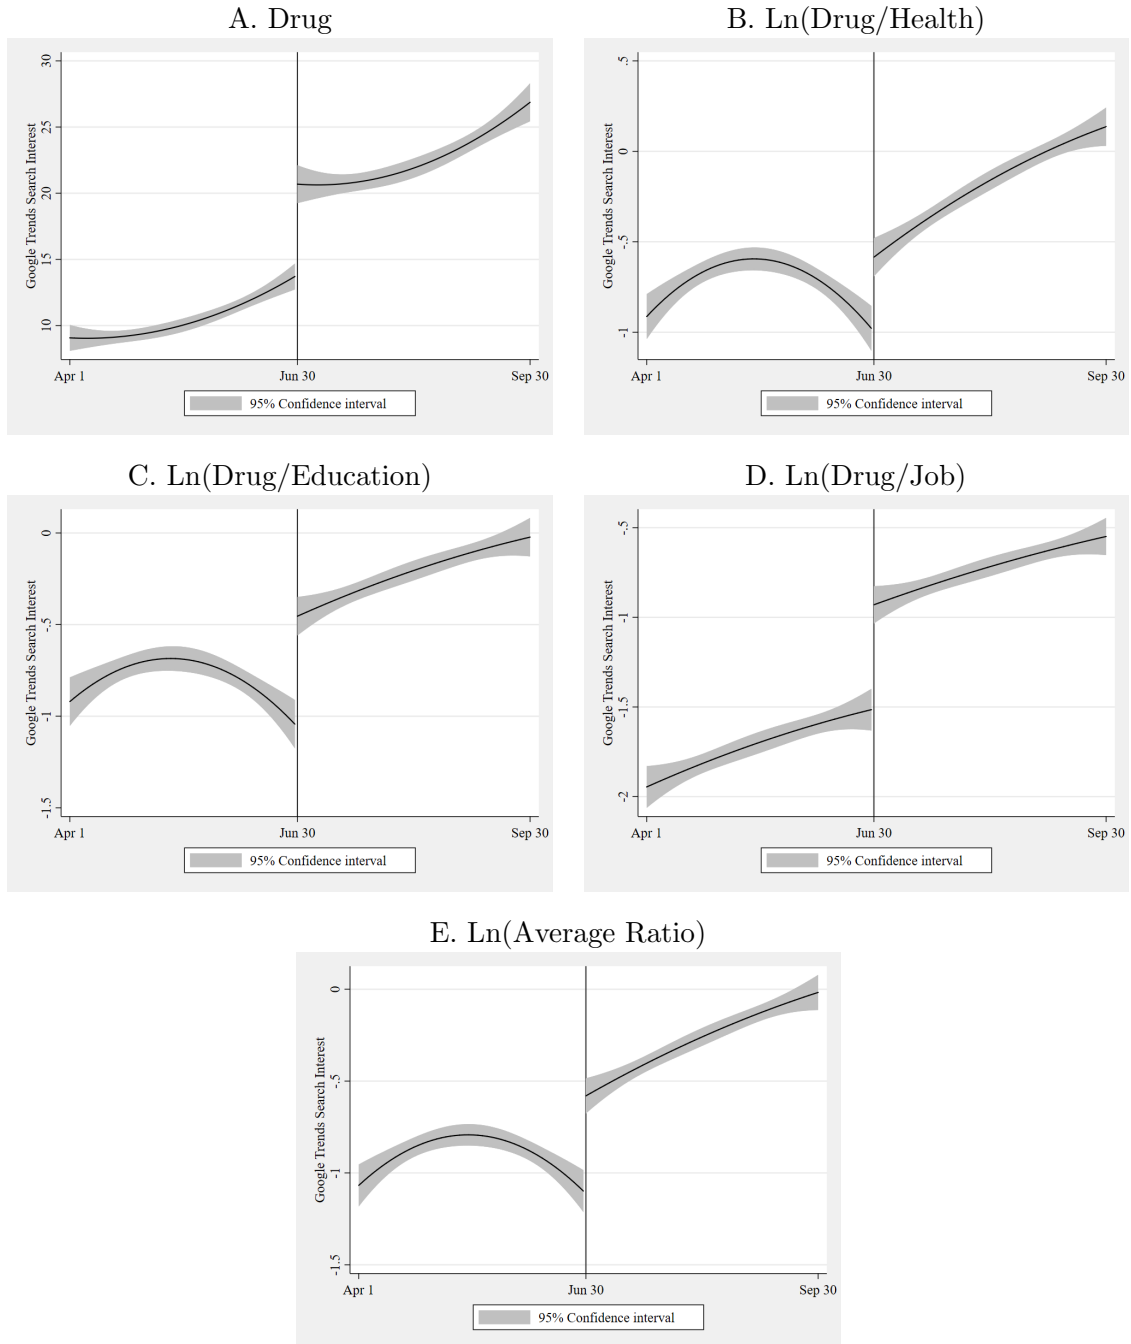 A. Drug
Google Trends Search Interest
30
25
20
15
10
Apr 1
Jun 30
Sep 30
95% Confidence interval
B. Ln(Drug/Health)
Google Trends Search Interest
.5
0
-.5
-1
Apr 1
Jun 30
Sep 30
95% Confidence interval
C. Ln(Drug/Education)
Google Trends Search Interest
0
-.5
-1
-1.5
Apr 1
Jun 30
Sep 30
95% Confidence interval
D. Ln(Drug/Job)
Google Trends Search Interest
-.5
-1
-1.5
-2
Apr 1
Jun 30
Sep 30
95% Confidence interval
E. Ln(Average Ratio)
Google Trends Search Interest
0
-.5
-1
-1.5
Apr 1
Jun 30
Sep 30
95% Confidence interval